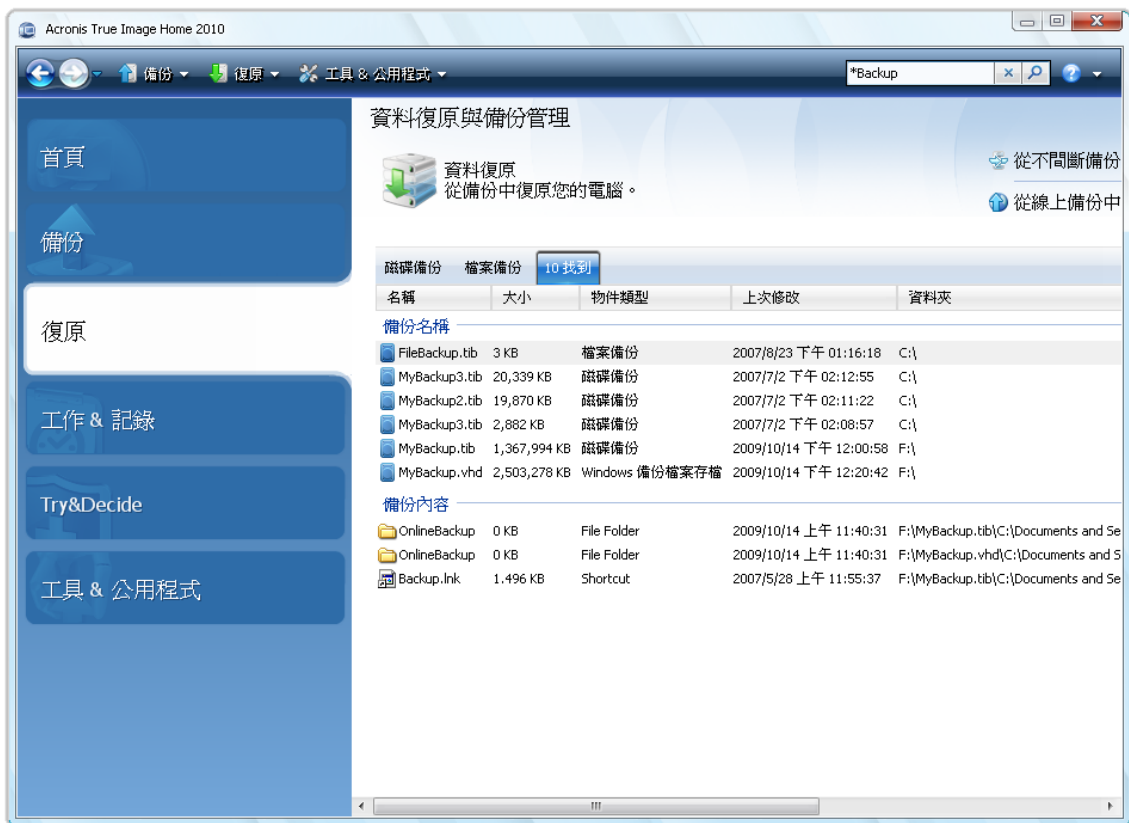 Acronis True Image Home 2010
備份 復原 工具 & 公用程式 *Backup
首頁
備份
復原
工作 & 記錄
Try&Decide
工具 & 公用程式
資料復原與備份管理
資料復原
從備份中復原您的電腦。
從不間斷備份
從線上備份中
磁碟備份 檔案備份 10 找到
名稱 大小 物件類型 上次修改 資料夾
備份名稱
FileBackup.tib 3 KB 檔案備份 2007/8/23 下午 01:16:18 C:\
MyBackup3.tib 20,339 KB 磁碟備份 2007/7/2 下午 02:12:55 C:\
MyBackup2.tib 19,870 KB 磁碟備份 2007/7/2 下午 02:11:22 C:\
MyBackup3.tib 2,882 KB 磁碟備份 2007/7/2 下午 02:08:57 C:\
MyBackup.tib 1,367,994 KB 磁碟備份 2009/10/14 下午 12:00:58 F:\
MyBackup.vhd 2,503,278 KB Windows 備份檔案存檔 2009/10/14 下午 12:20:42 F:\
備份內容
OnlineBackup 0 KB File Folder 2009/10/14 上午 11:40:31 F:\MyBackup.tib\C:\Documents and Se
OnlineBackup 0 KB File Folder 2009/10/14 上午 11:40:31 F:\MyBackup.vhd\C:\Documents and S
Backup.lnk 1.496 KB Shortcut 2007/5/28 上午 11:55:37 F:\MyBackup.tib\C:\Documents and Se